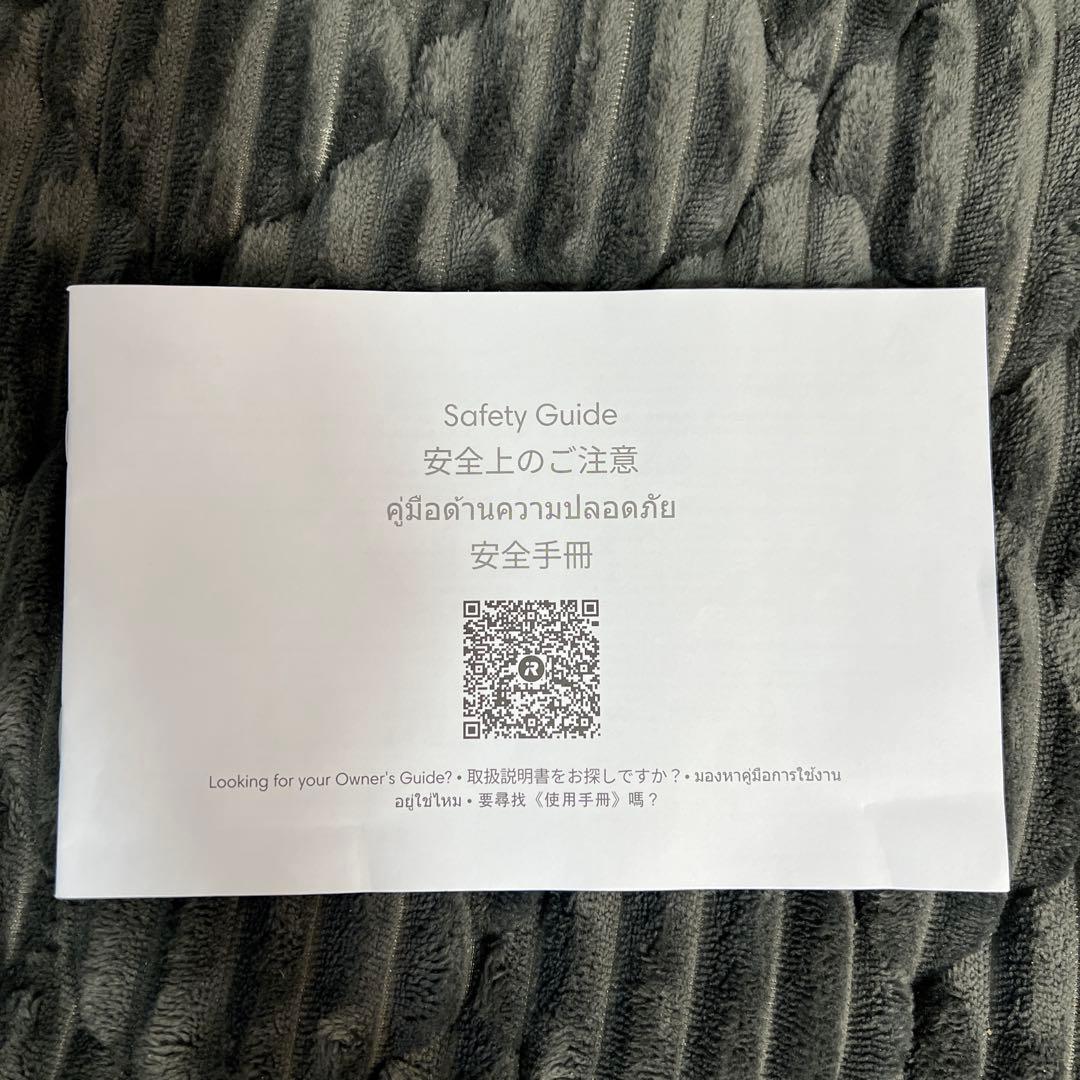 Safety Guide
安全上のご注意
คู่มือด้านความปลอดภัย
安全手冊
Looking for your Owner's Guide? • 取扱説明書をお探しですか？• มองหาคู่มือการใช้งาน
อยู่ใช่ไหม • 要尋找《使用手冊》嗎？